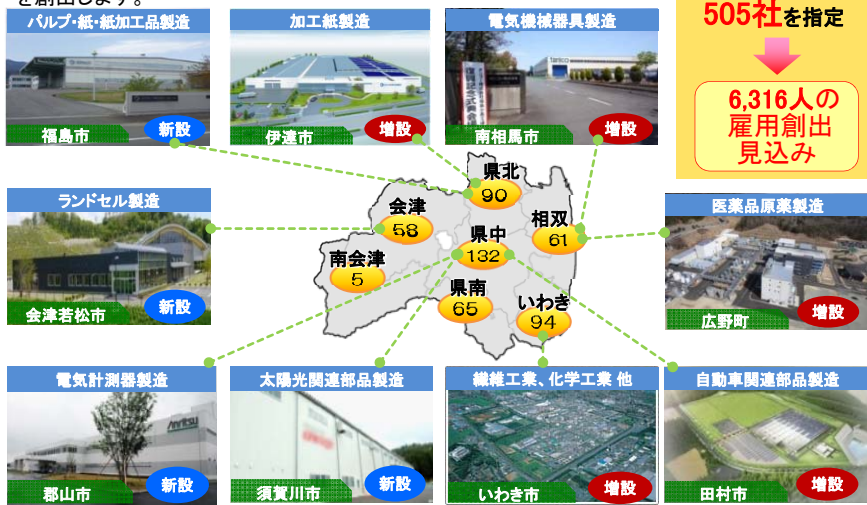 を創出します。
505社を指定
6,316人の
雇用創出
見込み
パルプ・紙・紙加工品製造
福島市
新設
加工紙製造
伊達市
増設
電気機械器具製造
南相馬市
増設
ランドセル製造
会津若松市
新設
県北
90
会津
58
相双
61
県中
132
南会津
5
県南
65
いわき
94
医薬品原薬製造
広野町
増設
電気計測器製造
Anritsu
郡山市
新設
太陽光関連部品製造
須賀川市
新設
繊維工業、化学工業 他
いわき市
増設
自動車関連部品製造
田村市
増設